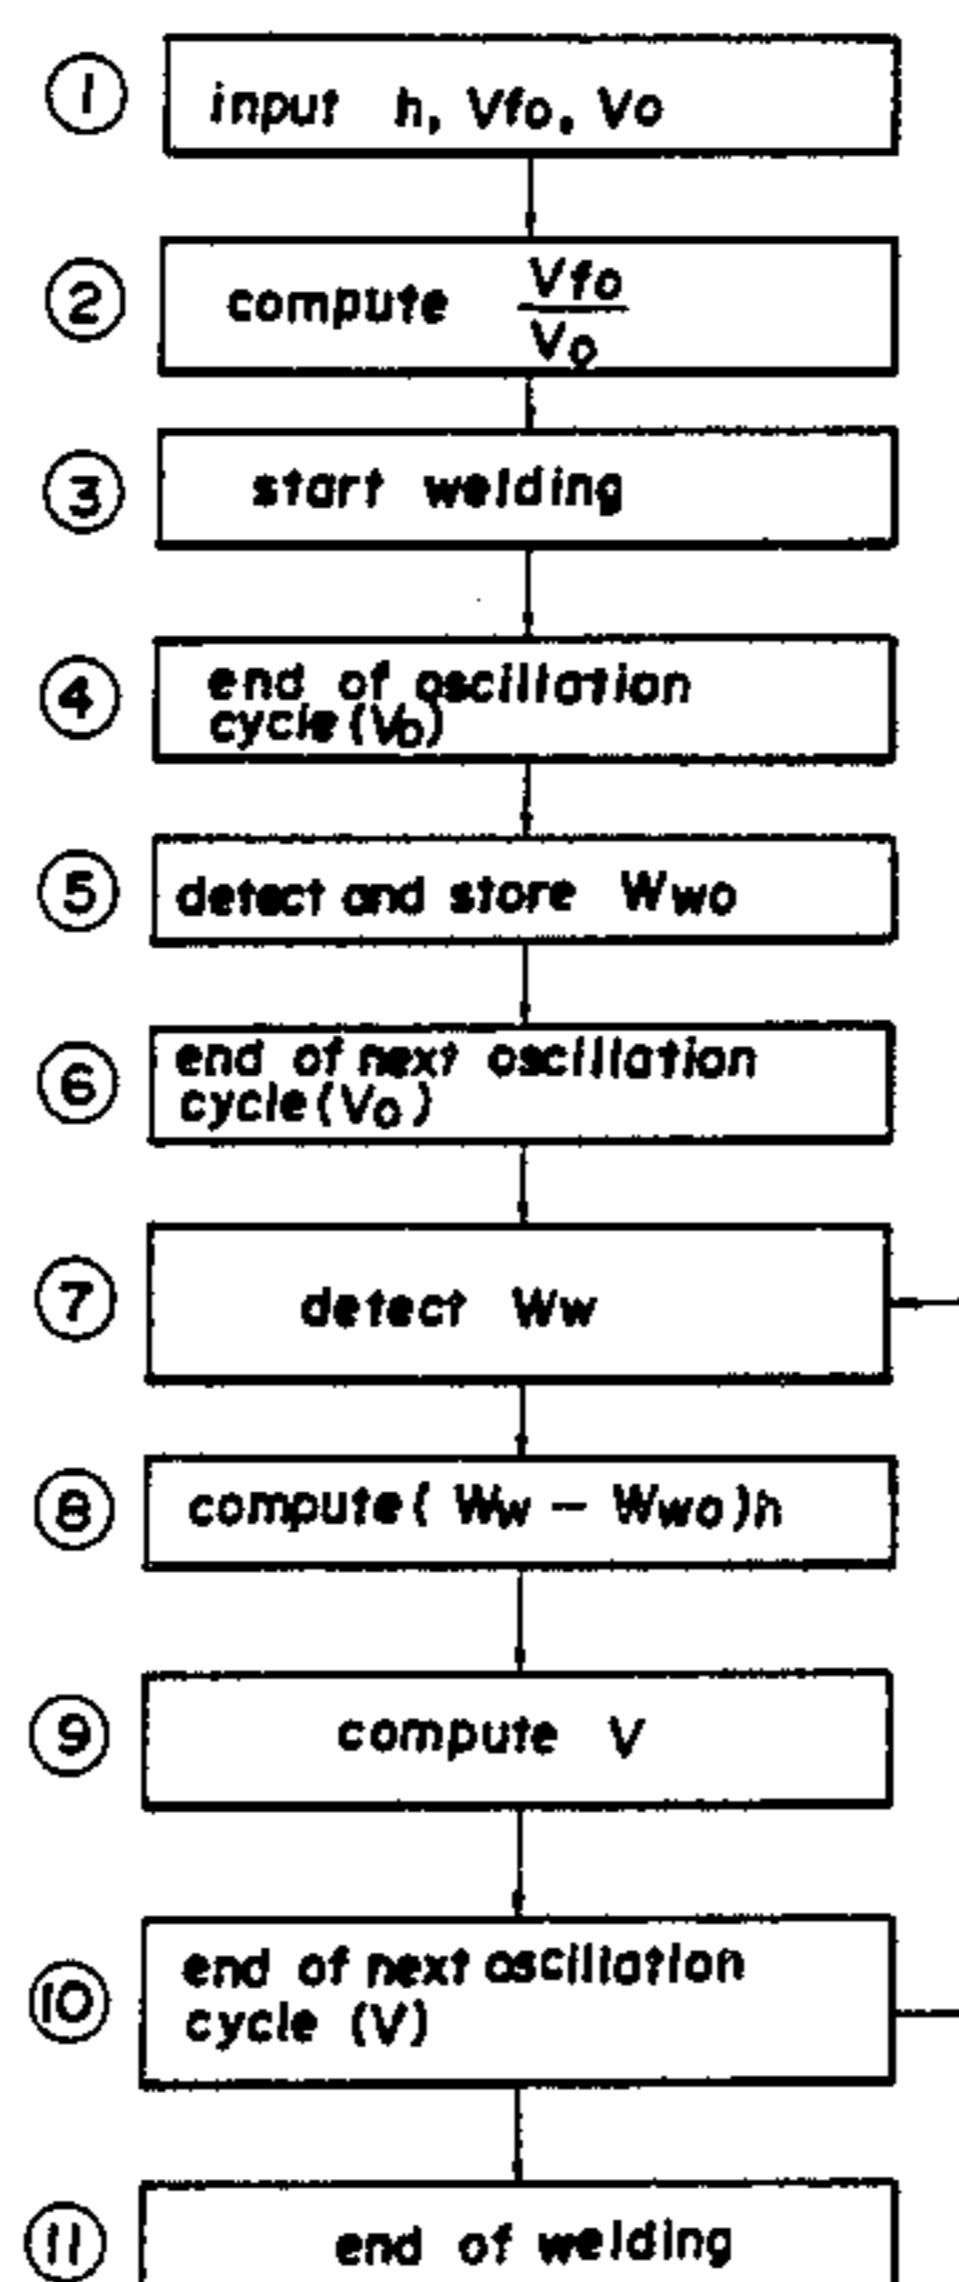 ① input h, Vfo, Vo
② compute Vfo
Vo
③ start welding
④ end of oscillation
cycle (Vo)
⑤ detect and store Wwo
⑥ end of next oscillation
cycle (Vo)
⑦ detect Ww
⑧ compute ( Ww - Wwo)h
⑨ compute V
⑩ end of next oscillation
cycle (V)
⑪ end of welding